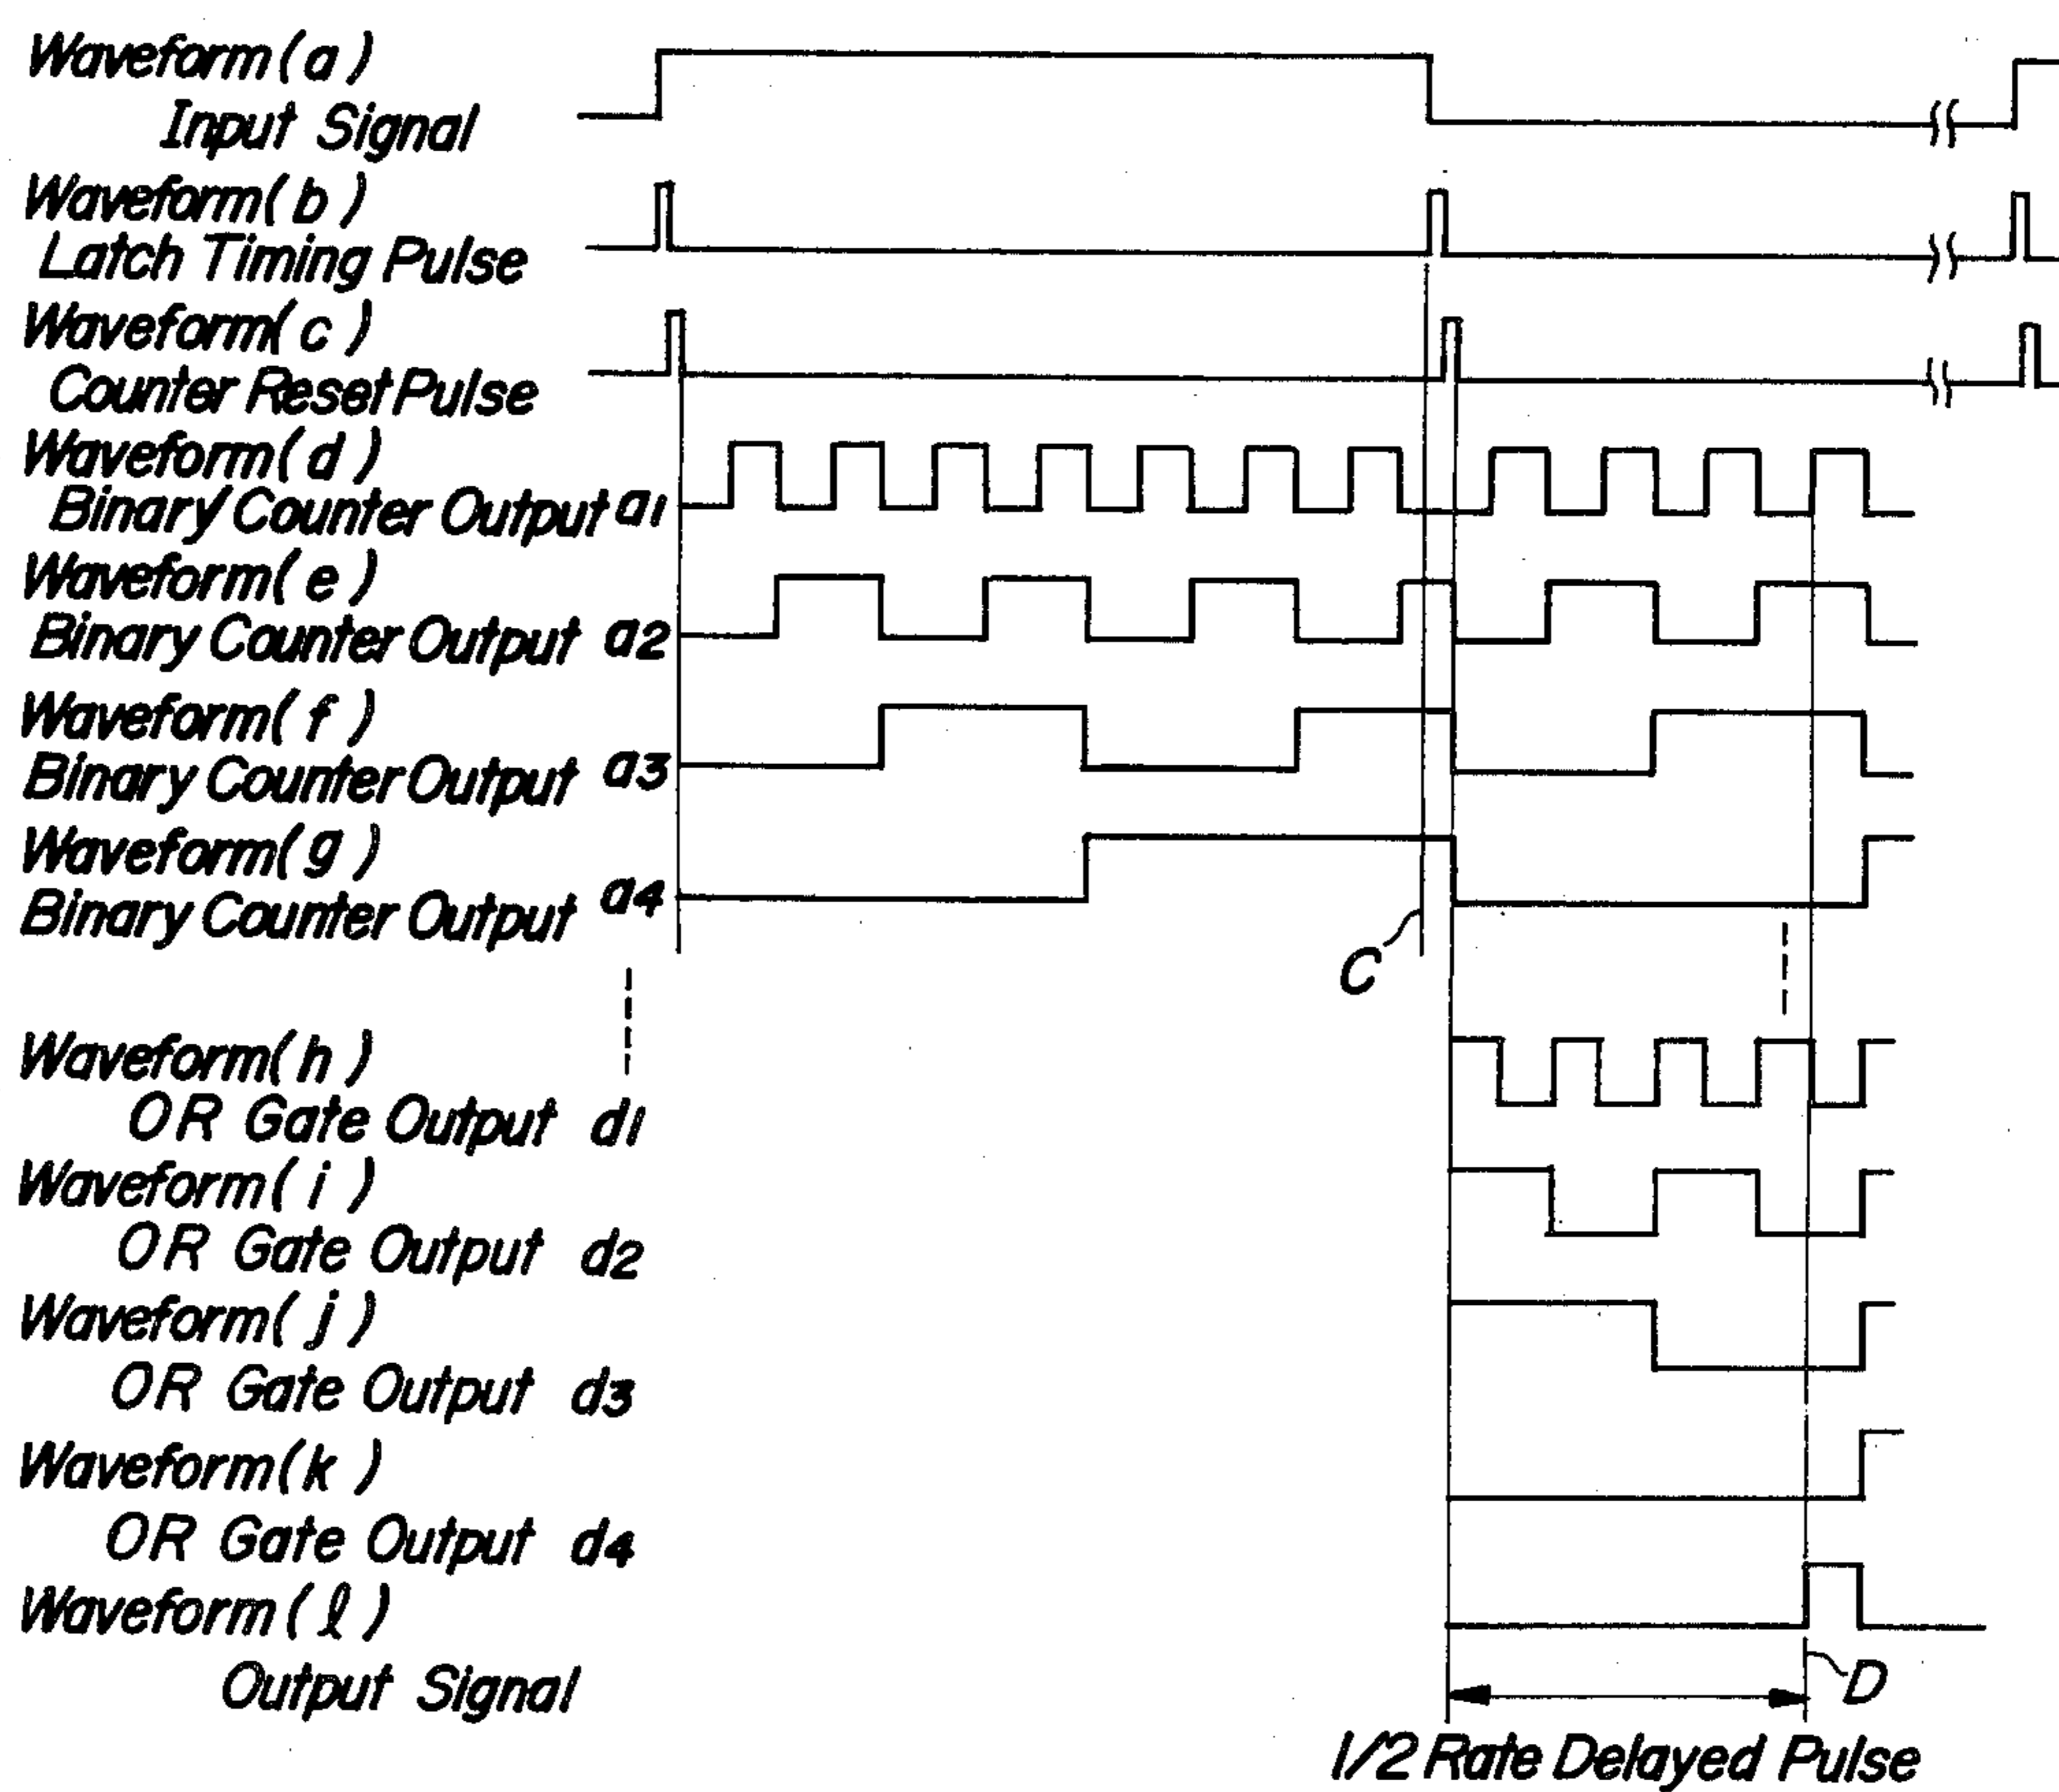 Waveform(a)
Input Signal
Waveform(b)
Latch Timing Pulse
Waveform(c)
Counter Reset Pulse
Waveform(d)
Binary Counter Output a1
Waveform(e)
Binary Counter Output a2
Waveform(f)
Binary Counter Output a3
Waveform(g)
Binary Counter Output a4
C
Waveform(h)
OR Gate Output d1
Waveform(i)
OR Gate Output d2
Waveform(j)
OR Gate Output d3
Waveform(k)
OR Gate Output d4
Waveform(ℓ)
Output Signal
D
1/2 Rate Delayed Pulse